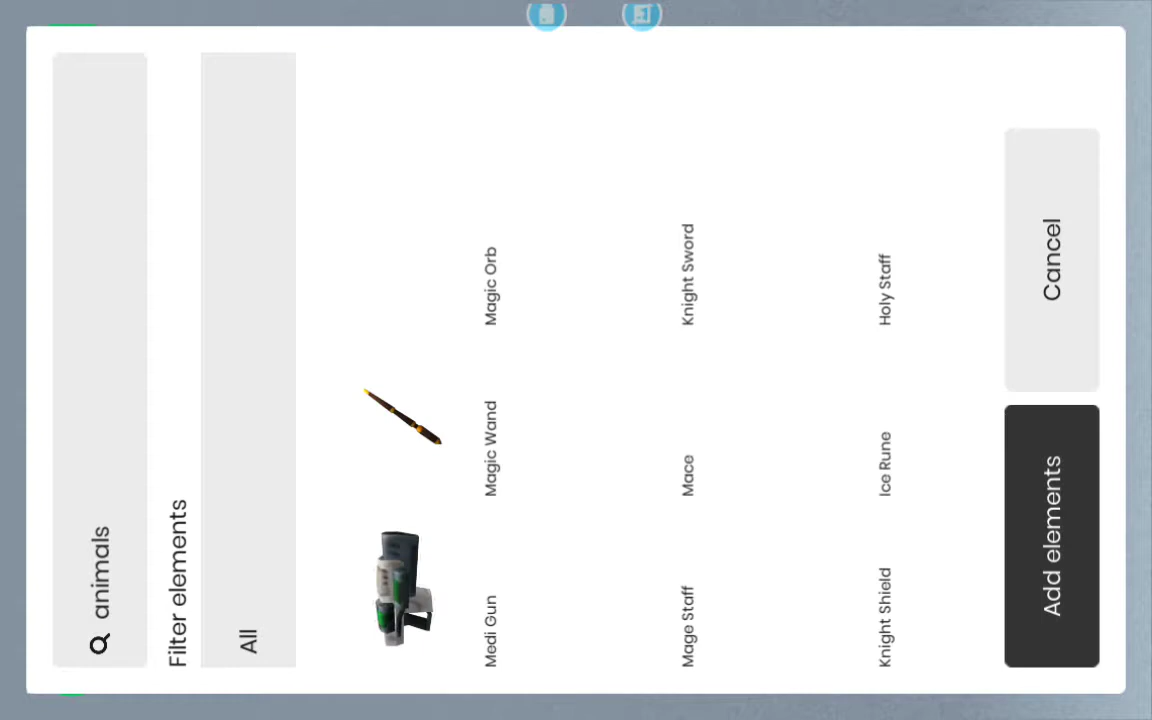 animals
Filter elements
All
Medi Gun
Magic Wand
Magic Orb
Mage Staff
Mace
Knight Sword
Knight Shield
Ice Rune
Holy Staff
Add elements
Cancel